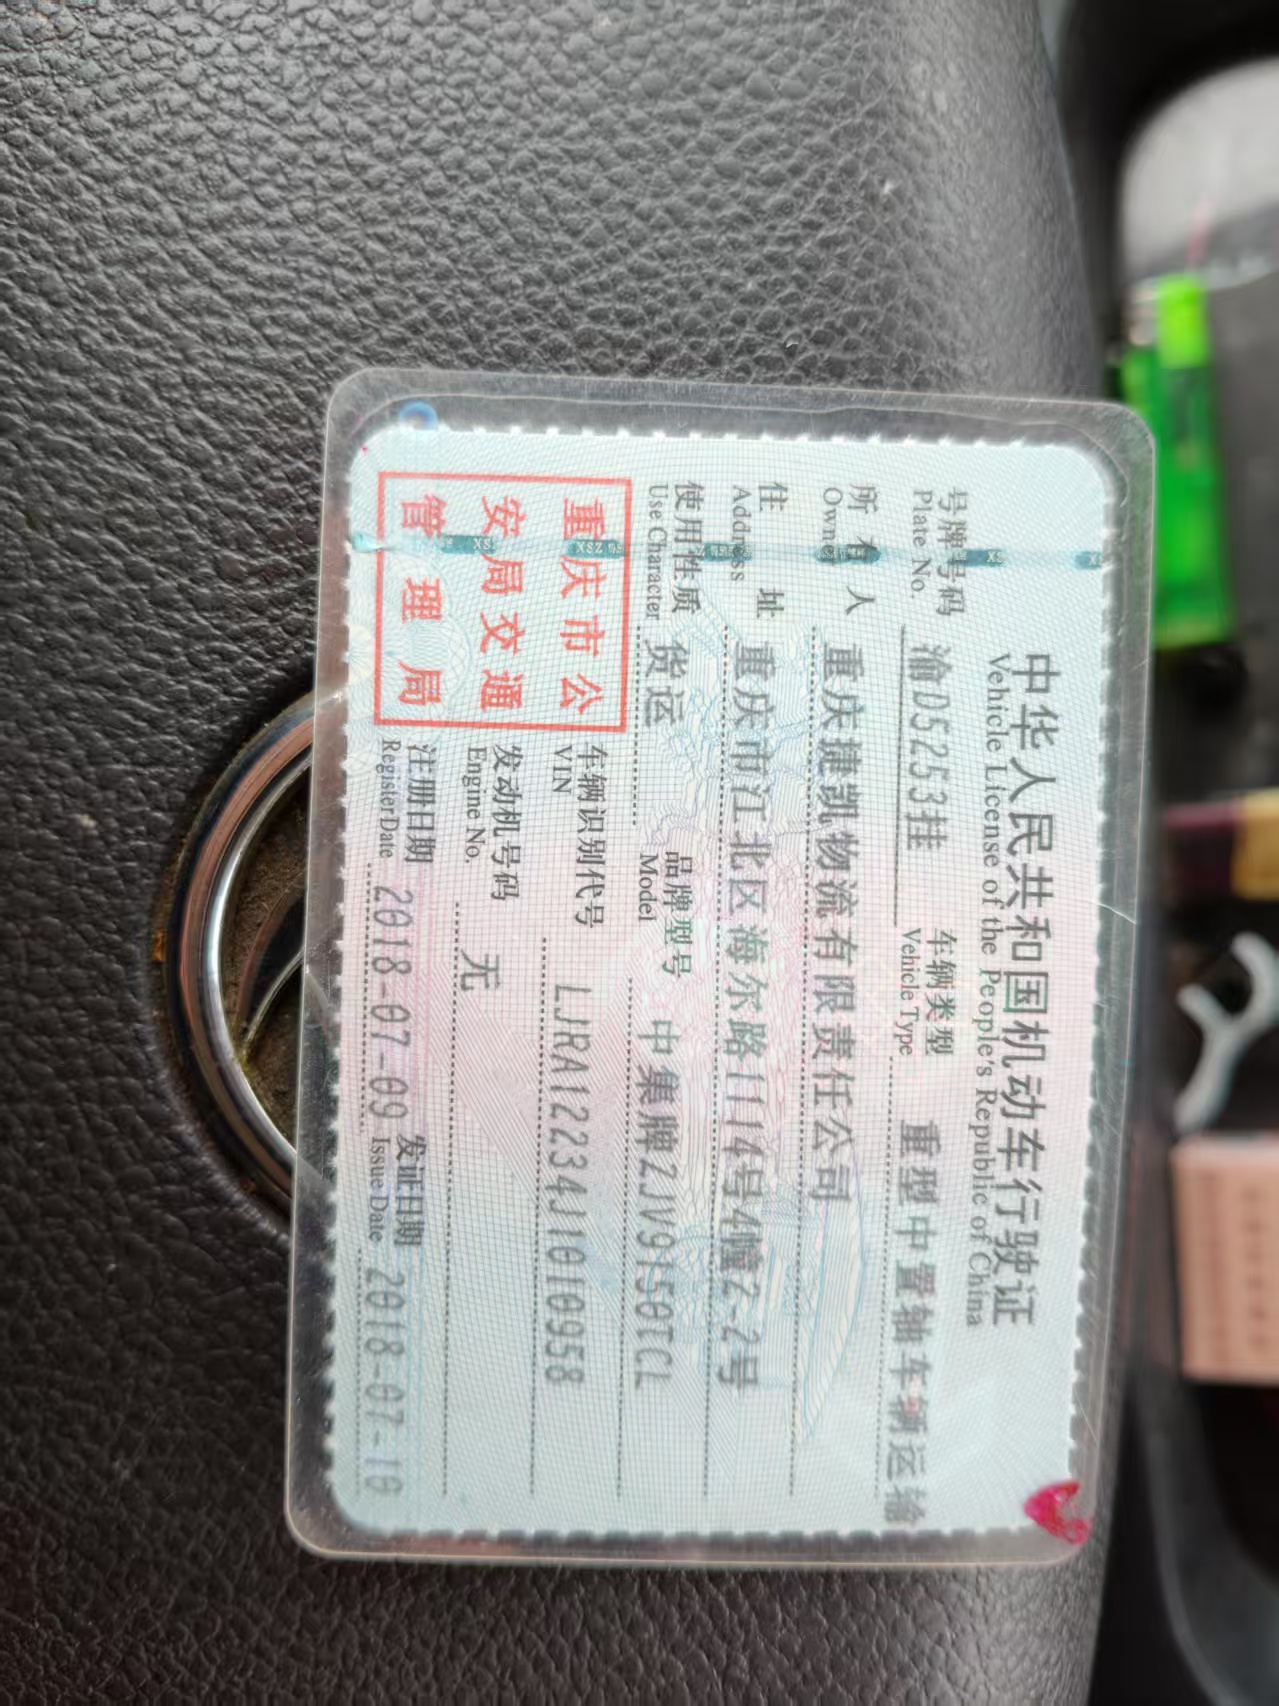 中华人民共和国机动车行驶证
Vehicle License of the People's Republic of China
号牌号码 渝D5253挂 车辆类型 重型中置轴车辆运输
Plate No. Vehicle Type
所有人 重庆捷凯物流有限责任公司
Owner
住址 重庆市江北区海尔路1114号4幢2-2号
Address
使用性质 货运 品牌型号 中集牌ZJV9150TCL
Use Character Model
重庆市公
安局交通
管理局
车辆识别代号 LJRA12234J1010958
VIN
发动机号码 无
Engine No.
注册日期 2018-07-09 发证日期 2018-07-10
Register Date Issue Date